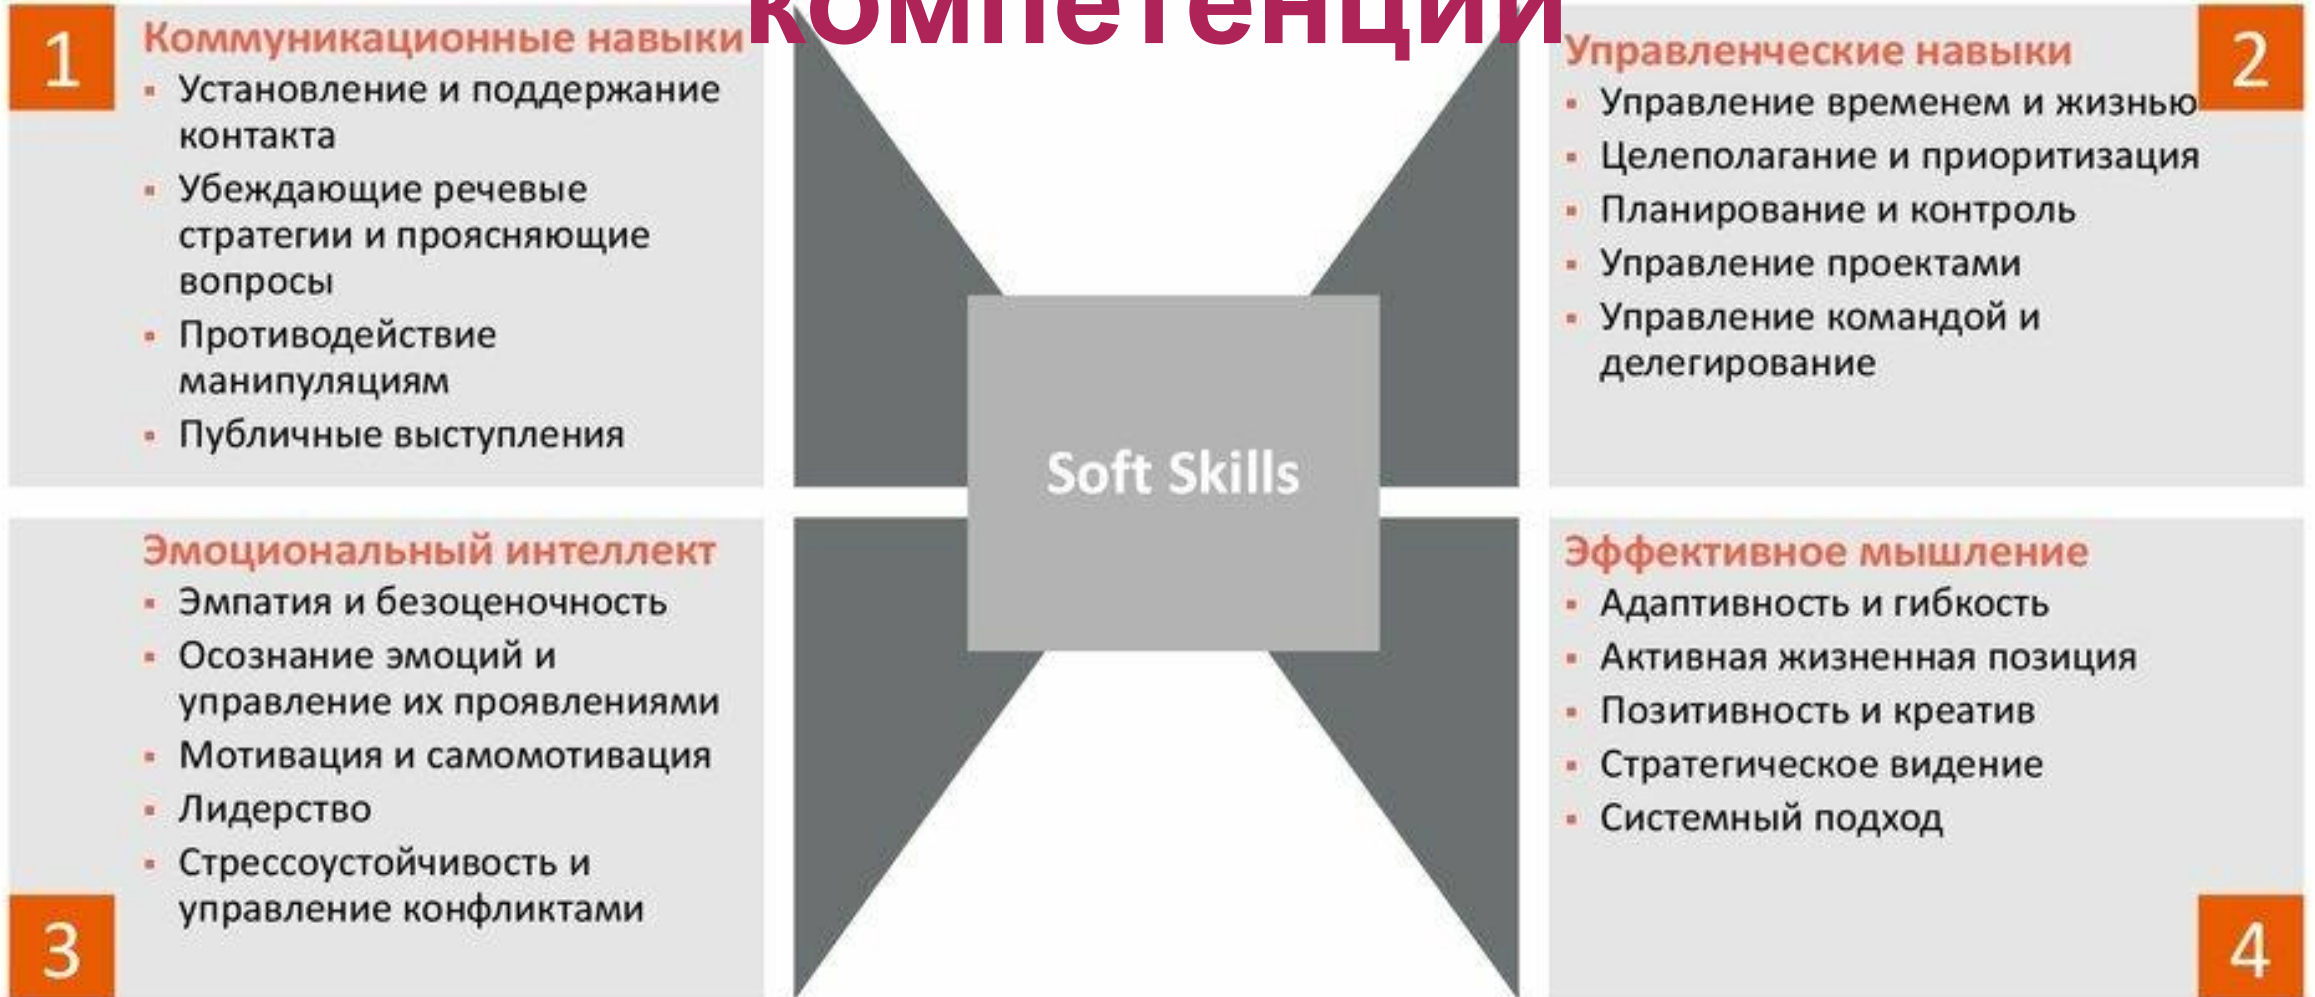 компетенции
1
Коммуникационные навыки
▪ Установление и поддержание
контакта
▪ Убеждающие речевые
стратегии и проясняющие
вопросы
▪ Противодействие
манипуляциям
▪ Публичные выступления
2
Управленческие навыки
▪ Управление временем и жизнью
▪ Целеполагание и приоритизация
▪ Планирование и контроль
▪ Управление проектами
▪ Управление командой и
делегирование
Soft Skills
Эмоциональный интеллект
▪ Эмпатия и безоценочность
▪ Осознание эмоций и
управление их проявлениями
▪ Мотивация и самомотивация
▪ Лидерство
▪ Стрессоустойчивость и
управление конфликтами
3
Эффективное мышление
▪ Адаптивность и гибкость
▪ Активная жизненная позиция
▪ Позитивность и креатив
▪ Стратегическое видение
▪ Системный подход
4